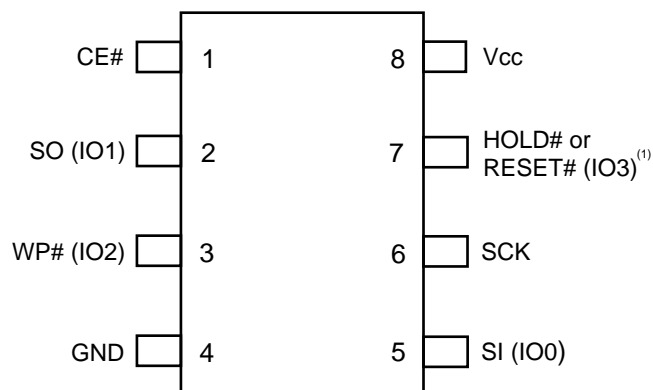 CE# 1 8 Vcc
SO (IO1) 2 7 HOLD# or
RESET# (IO3)(1)
WP# (IO2) 3 6 SCK
GND 4 5 SI (IO0)